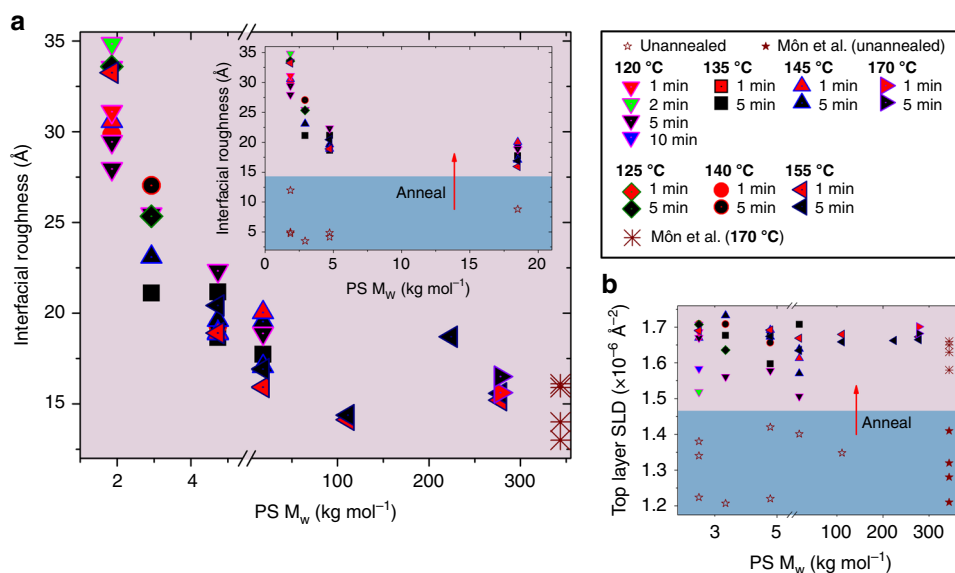 a
35
30
25
20
15
2
4
100
200
300
Interfacial roughness (Å)
PS Mw (kg mol−1)
35
30
25
20
15
10
5
0
5
10
15
20
Interfacial roughness (Å)
PS Mw (kg mol−1)
Anneal
Unannealed
Môn et al. (unannealed)
120 °C
135 °C
145 °C
170 °C
1 min
1 min
1 min
1 min
2 min
5 min
5 min
5 min
5 min
10 min
125 °C
140 °C
155 °C
1 min
1 min
1 min
5 min
5 min
5 min
Môn et al. (170 °C)
b
1.7
1.6
1.5
1.4
1.3
1.2
3
5
100
200
300
Top layer SLD (×10−6 Å−2)
PS Mw (kg mol−1)
Anneal